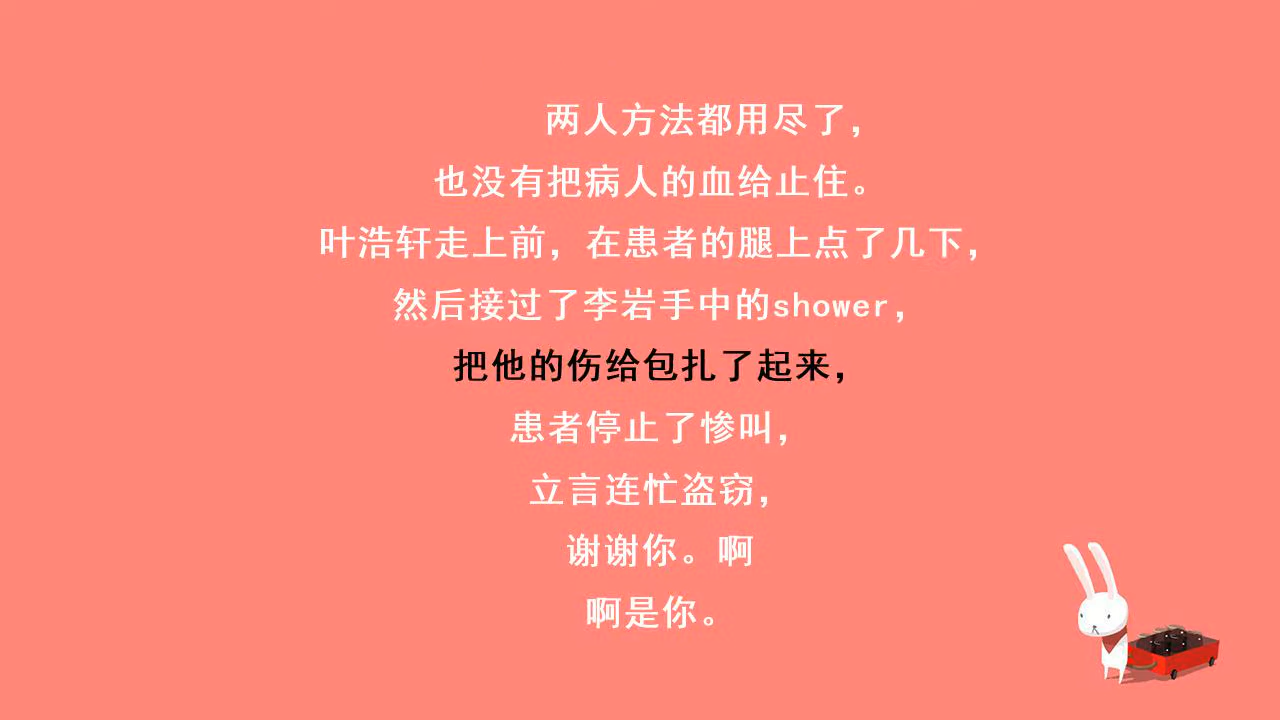 两人方法都用尽了，
也没有把病人的血给止住。
叶浩轩走上前，在患者的腿上点了几下，
然后接过了李岩手中的shower，
把他的伤给包扎了起来，
患者停止了惨叫，
立言连忙盗窃，
谢谢你。啊
啊是你。